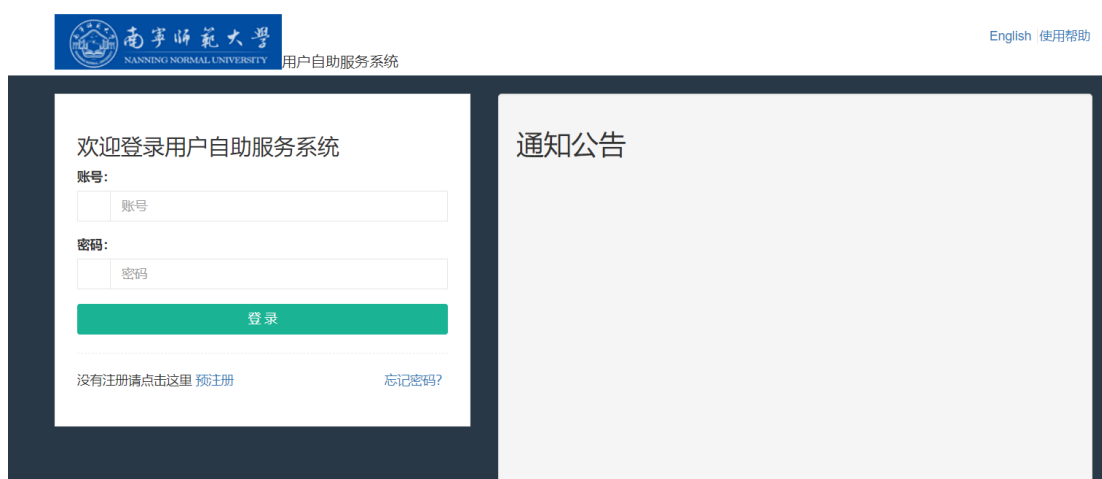 南寧师范大學
NANNING NORMAL UNIVERSITY
用户自助服务系统
English 使用帮助
欢迎登录用户自助服务系统
账号：
账号
密码：
密码
登 录
没有注册请点击这里 预注册
忘记密码?
通知公告